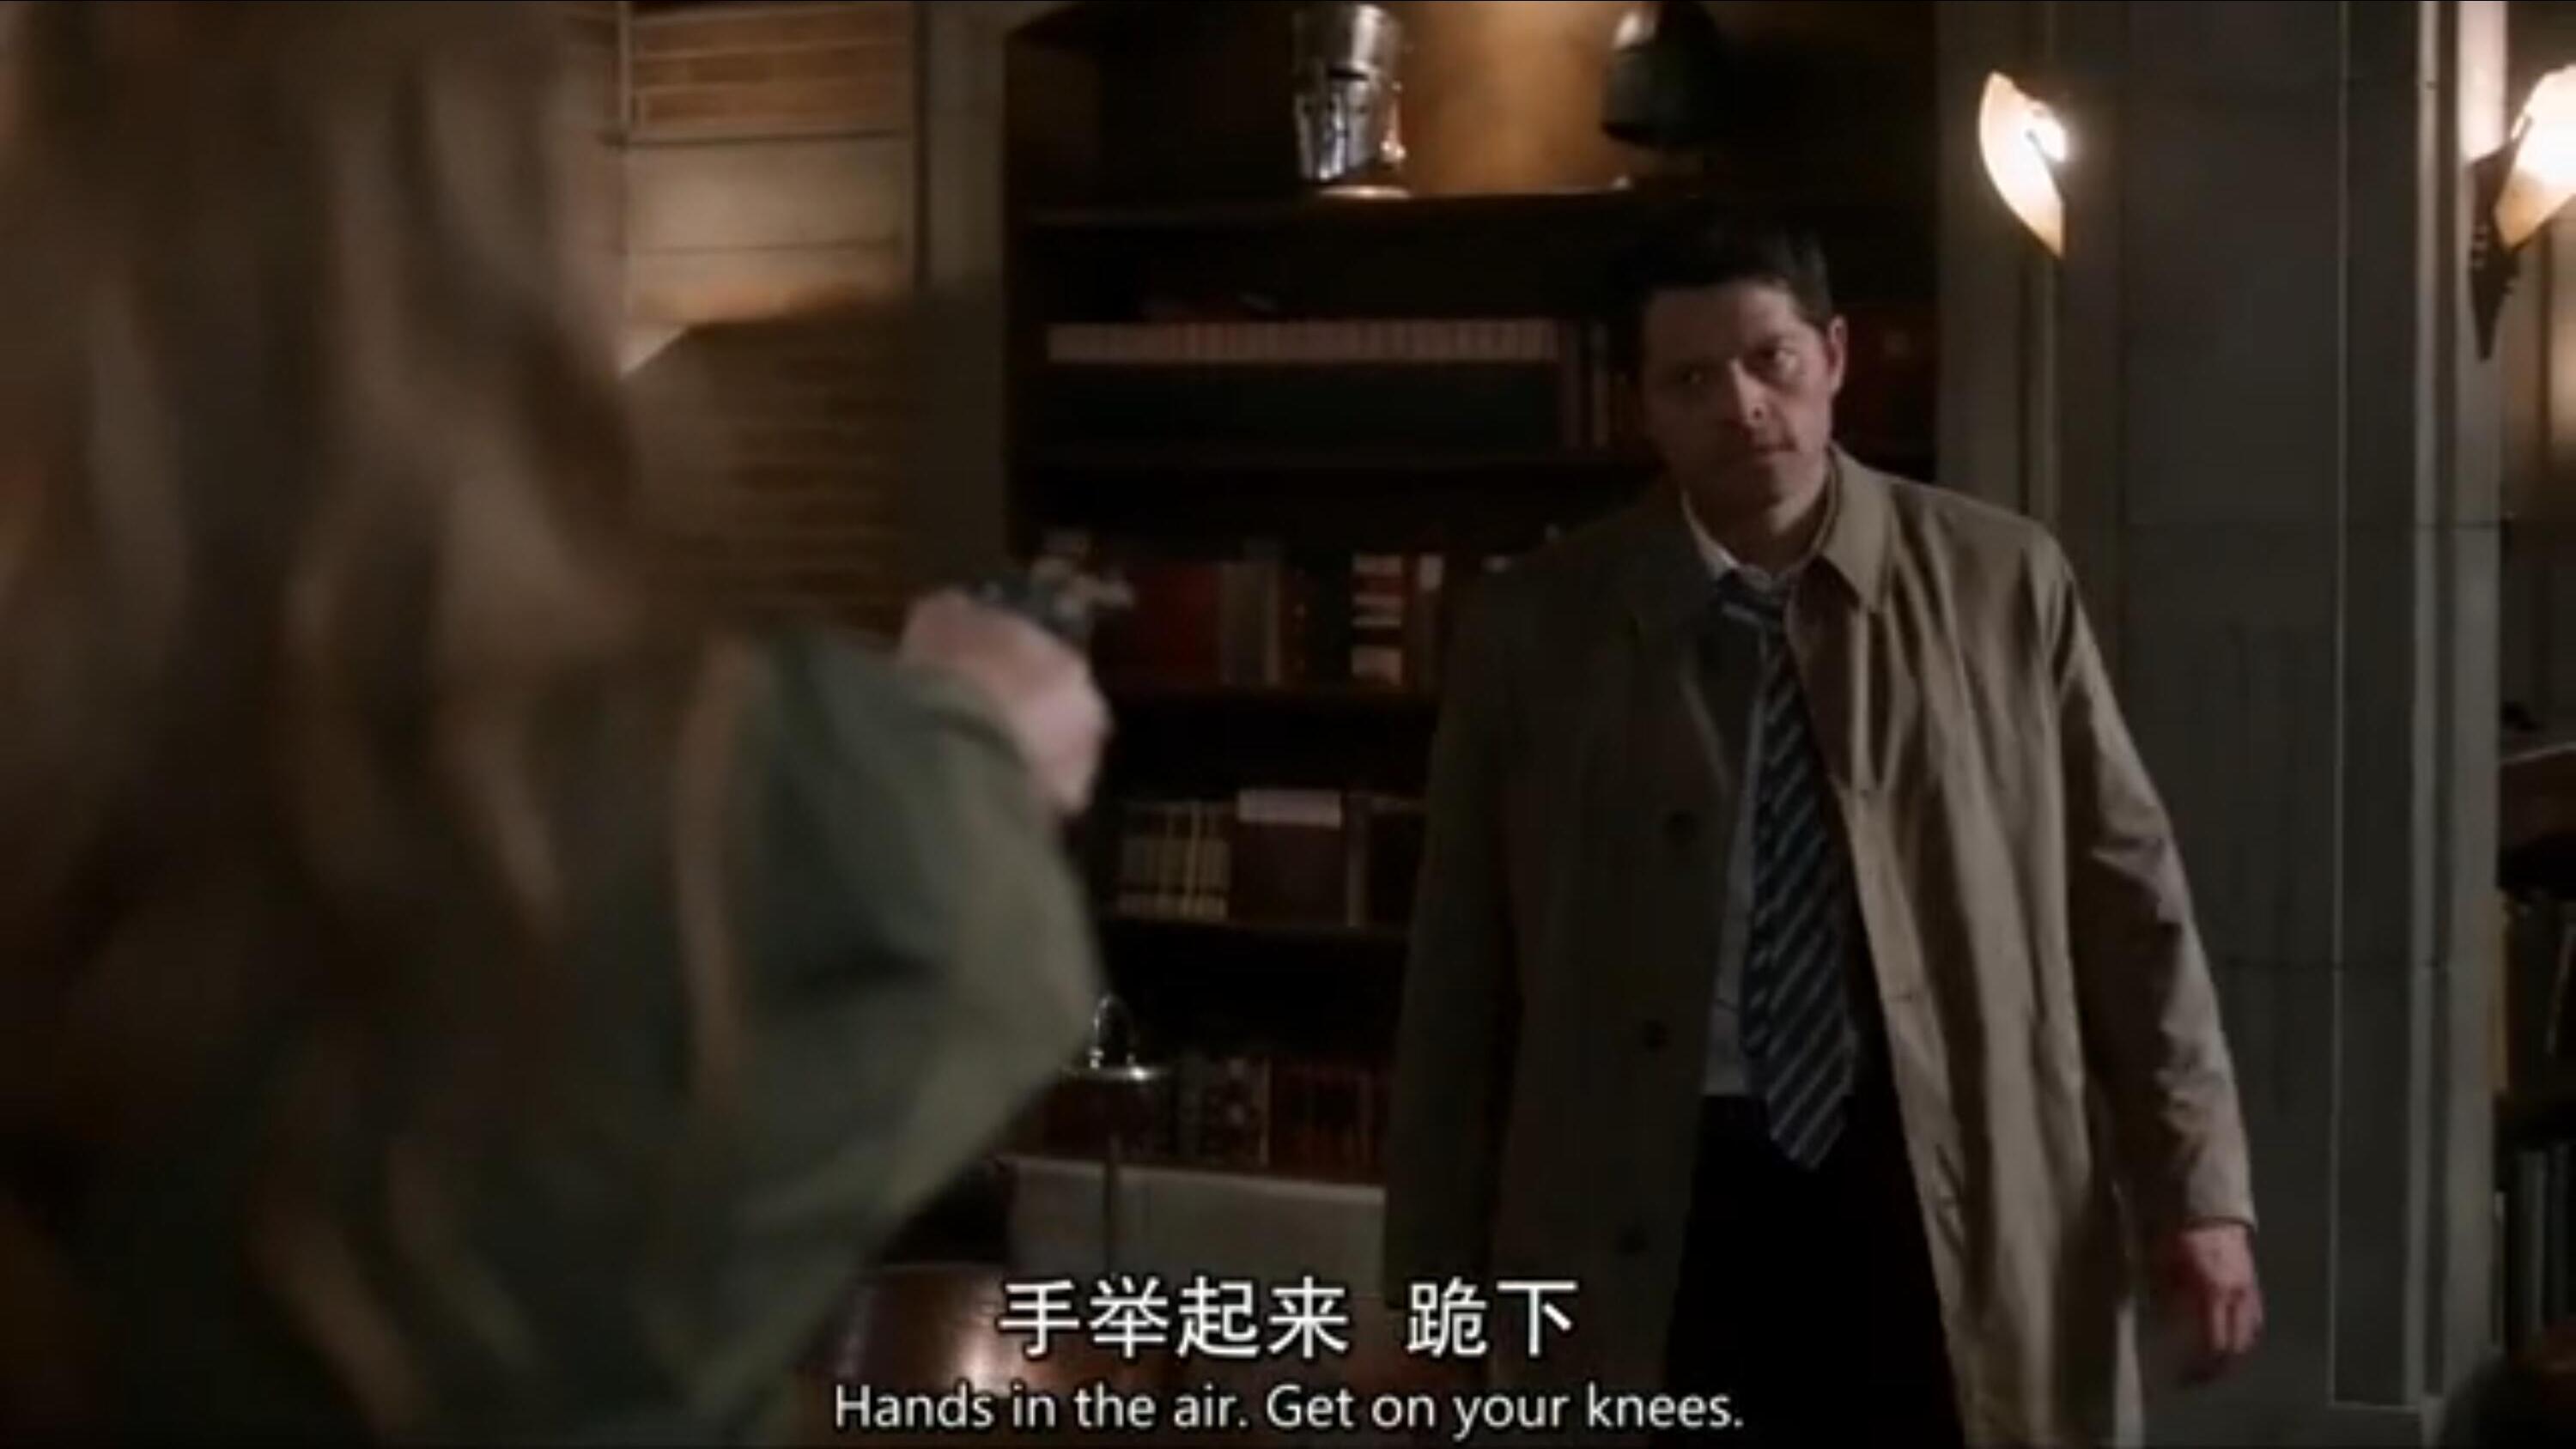 手举起来 跪下
Hands in the air. Get on your knees.